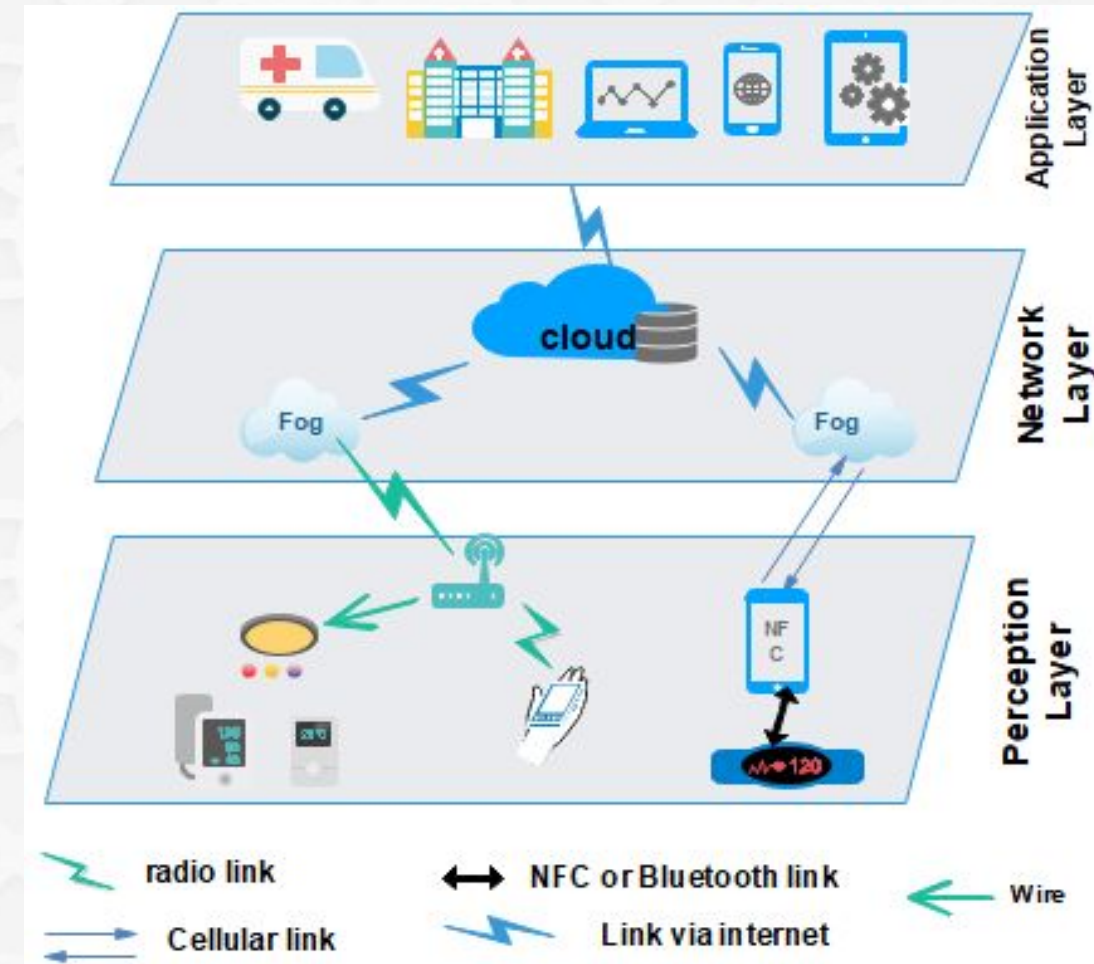 Application
Layer
cloud
Network
Layer
Fog
Fog
Perception
Layer
NF
C
120
radio link
NFC or Bluetooth link
Wire
Cellular link
Link via internet